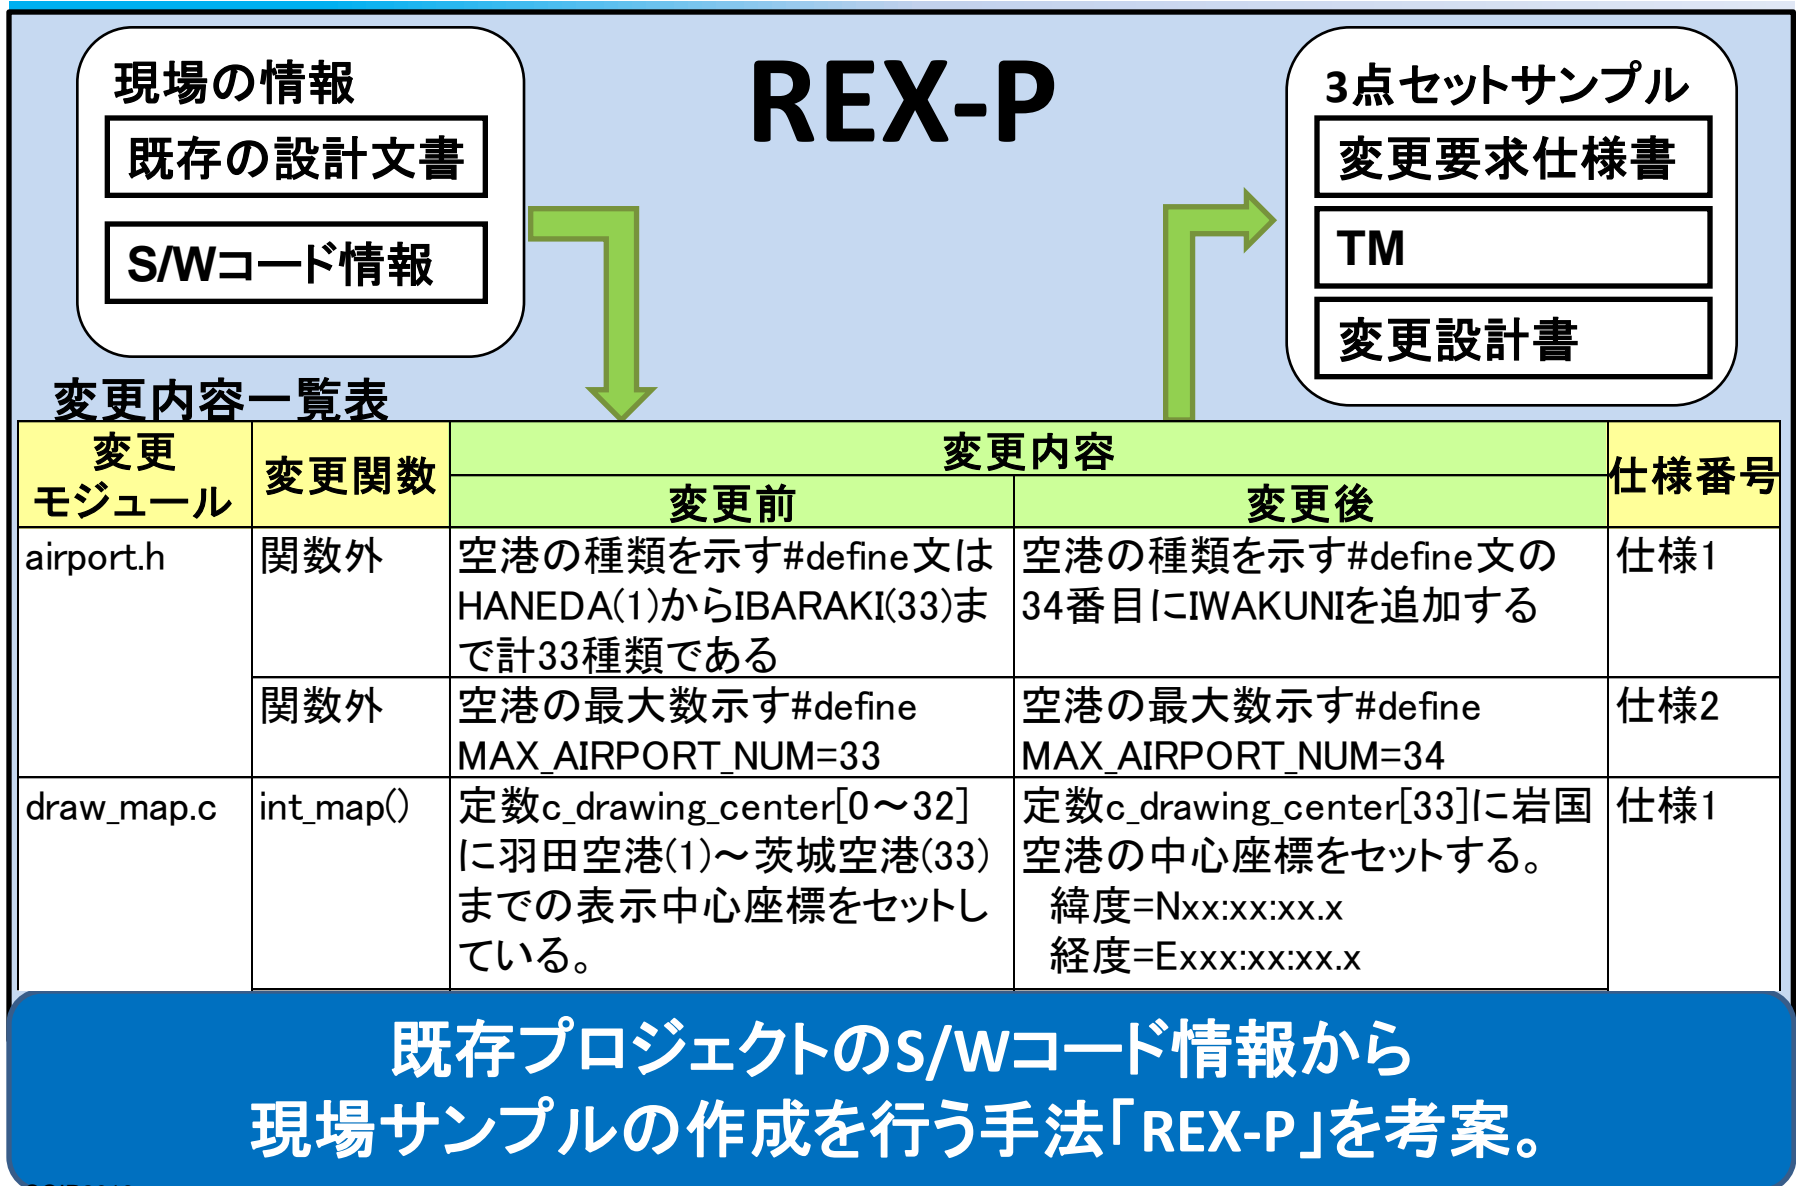 現場の情報
既存の設計文書
S/Wコード情報
REX-P
3点セットサンプル
変更要求仕様書
TM
変更設計書
変更内容一覧表
変更
モジュール
変更関数
変更内容
変更前
変更後
仕様番号
airport.h
関数外
空港の種類を示す#define文は
HANEDA(1)からIBARAKI(33)ま
で計33種類である
空港の種類を示す#define文の
34番目にIWAKUNIを追加する
仕様1
関数外
空港の最大数示す#define
MAX_AIRPORT_NUM=33
空港の最大数示す#define
MAX_AIRPORT_NUM=34
仕様2
draw_map.c
int_map()
定数c_drawing_center[0～32]
に羽田空港(1)～茨城空港(33)
までの表示中心座標をセットし
ている。
定数c_drawing_center[33]に岩国
空港の中心座標をセットする。
緯度=Nxx:xx:xx.x
経度=Exxx:xx:xx.x
仕様1
既存プロジェクトのS/Wコード情報から
現場サンプルの作成を行う手法「REX-P」を考案。